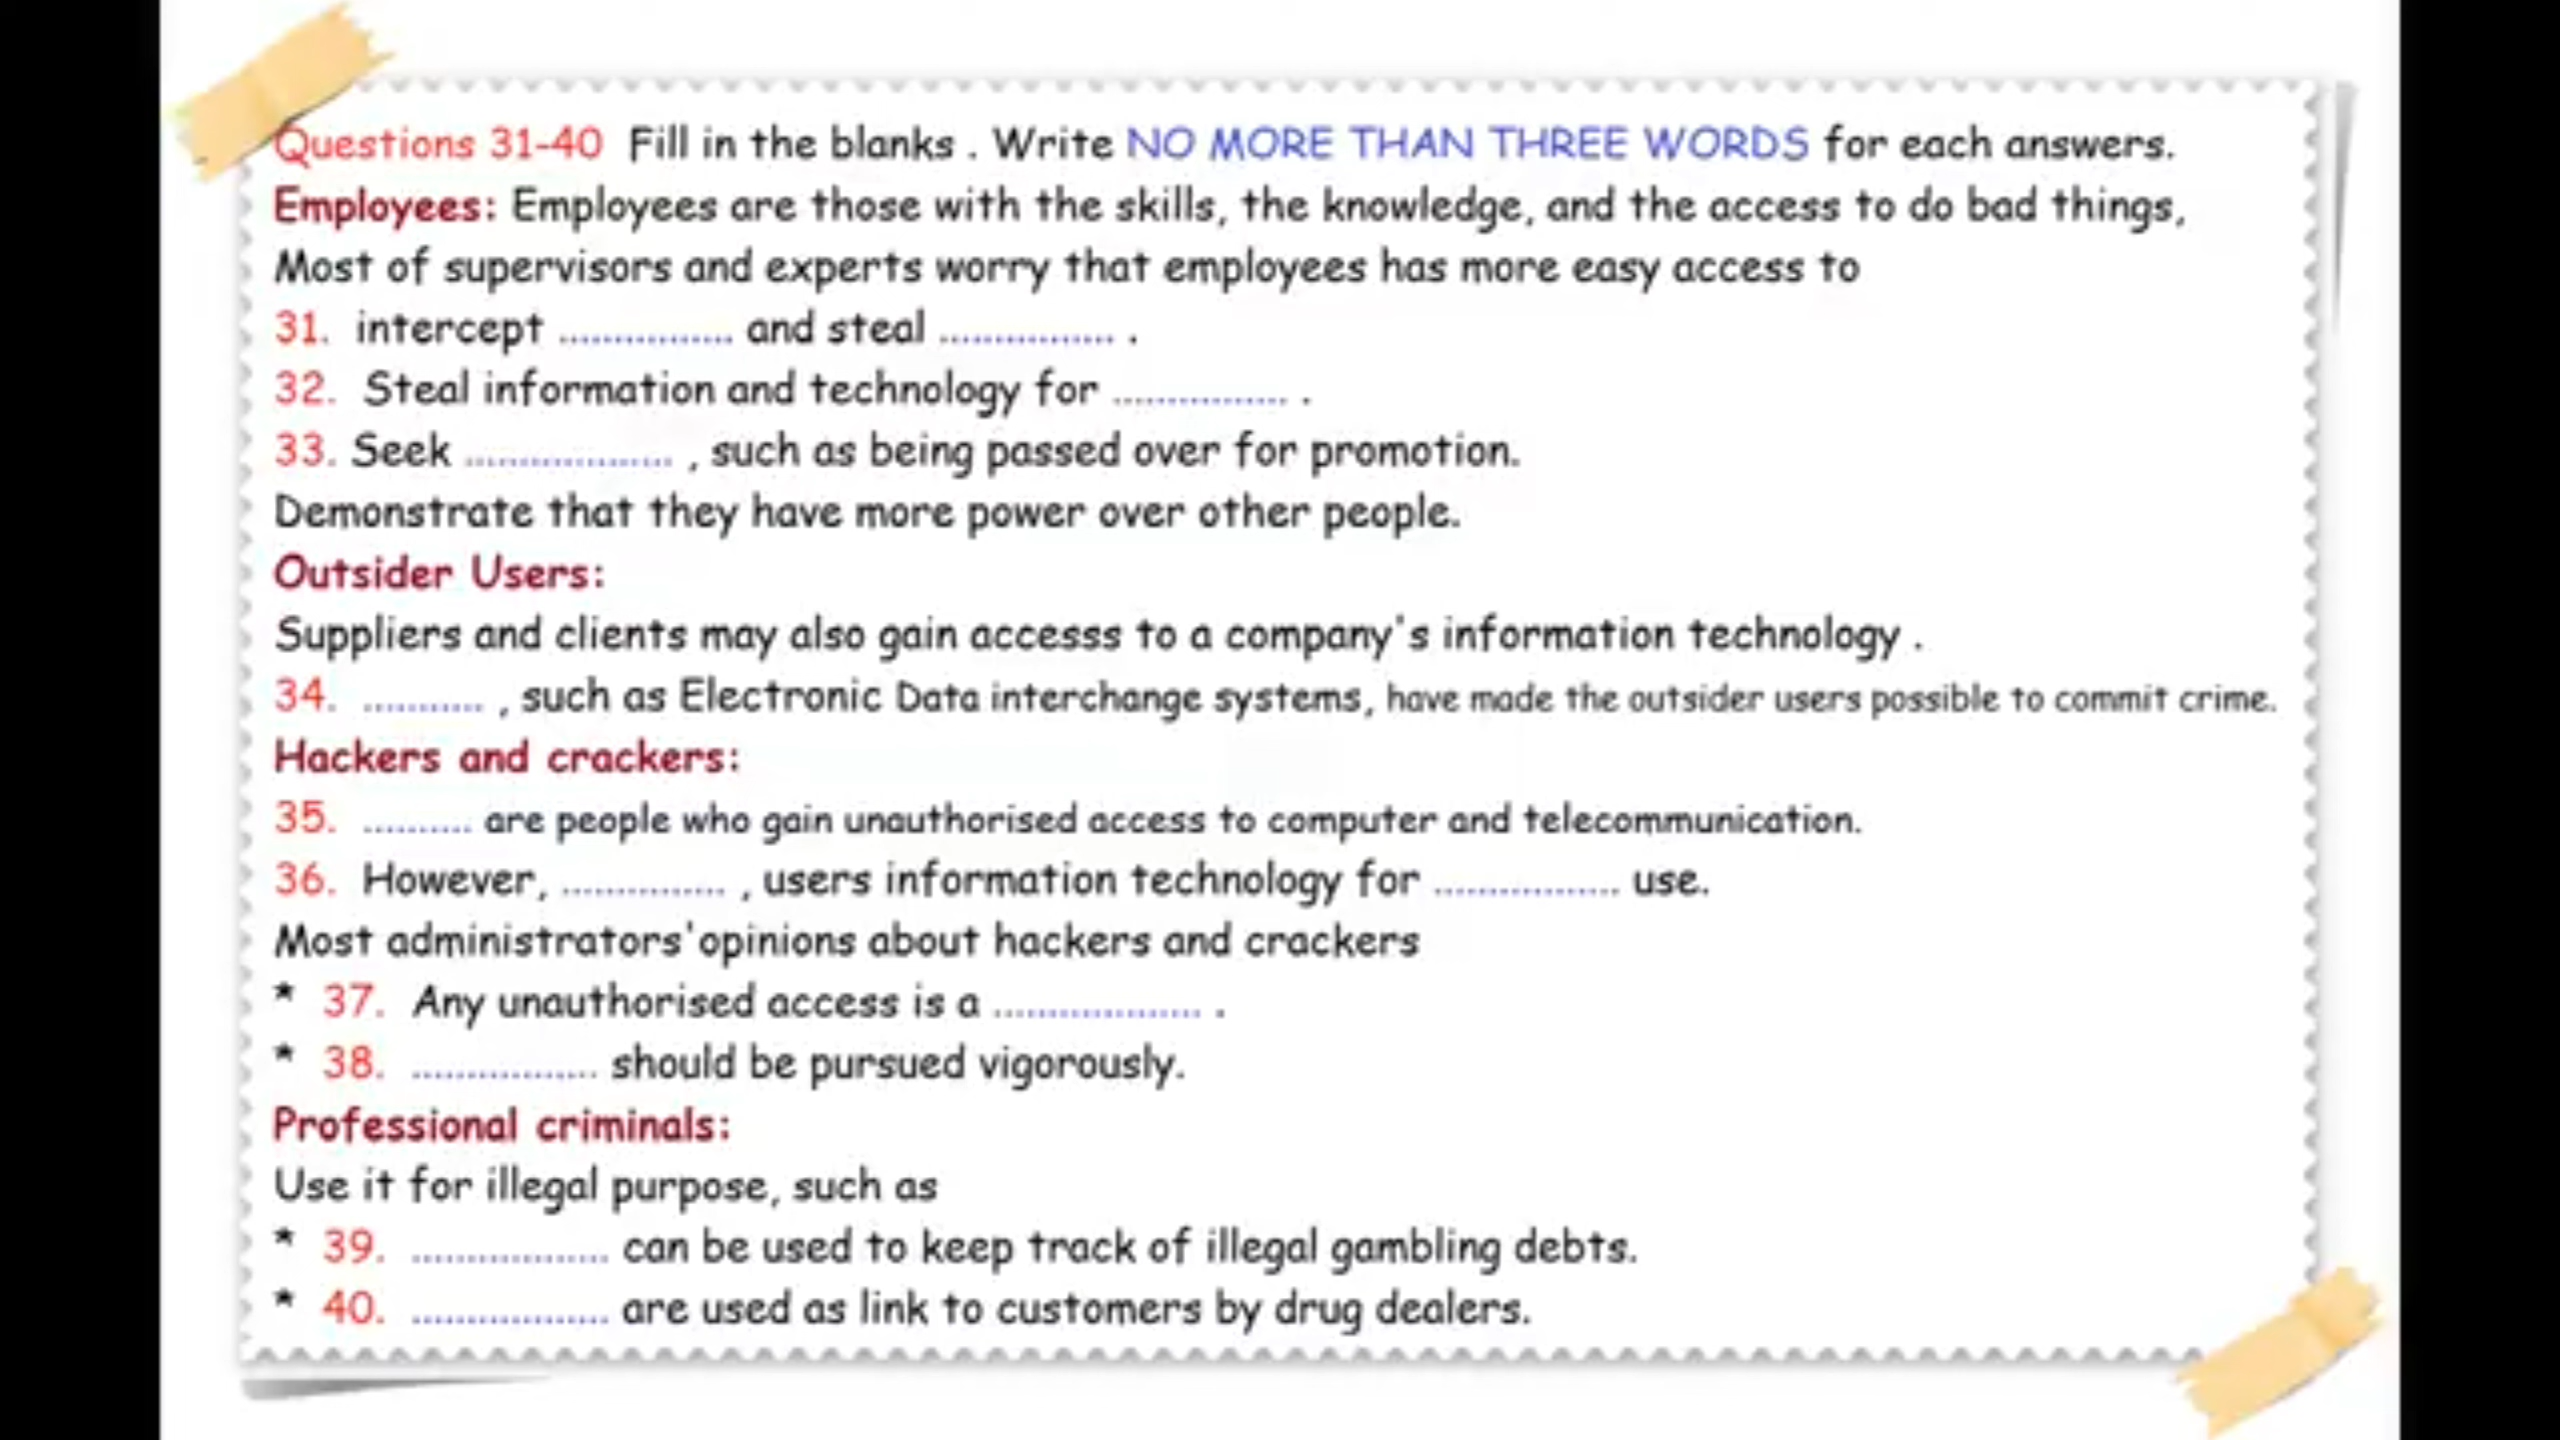 Questions 31-40 Fill in the blanks . Write NO MORE THAN THREE WORDS for each answers.
Employees: Employees are those with the skills, the knowledge, and the access to do bad things,
Most of supervisors and experts worry that employees has more easy access to
31. intercept ................ and steal ................ .
32. Steal information and technology for ................ .
33. Seek ................... , such as being passed over for promotion.
Demonstrate that they have more power over other people.
Outsider Users:
Suppliers and clients may also gain accesss to a company's information technology .
34. ........... , such as Electronic Data interchange systems, have made the outsider users possible to commit crime.
Hackers and crackers:
35. .......... are people who gain unauthorised access to computer and telecommunication.
36. However, ............... , users information technology for ................. use.
Most administrators'opinions about hackers and crackers
* 37. Any unauthorised access is a ................... .
* 38. ................. should be pursued vigorously.
Professional criminals:
Use it for illegal purpose, such as
* 39. .................. can be used to keep track of illegal gambling debts.
* 40. .................. are used as link to customers by drug dealers.